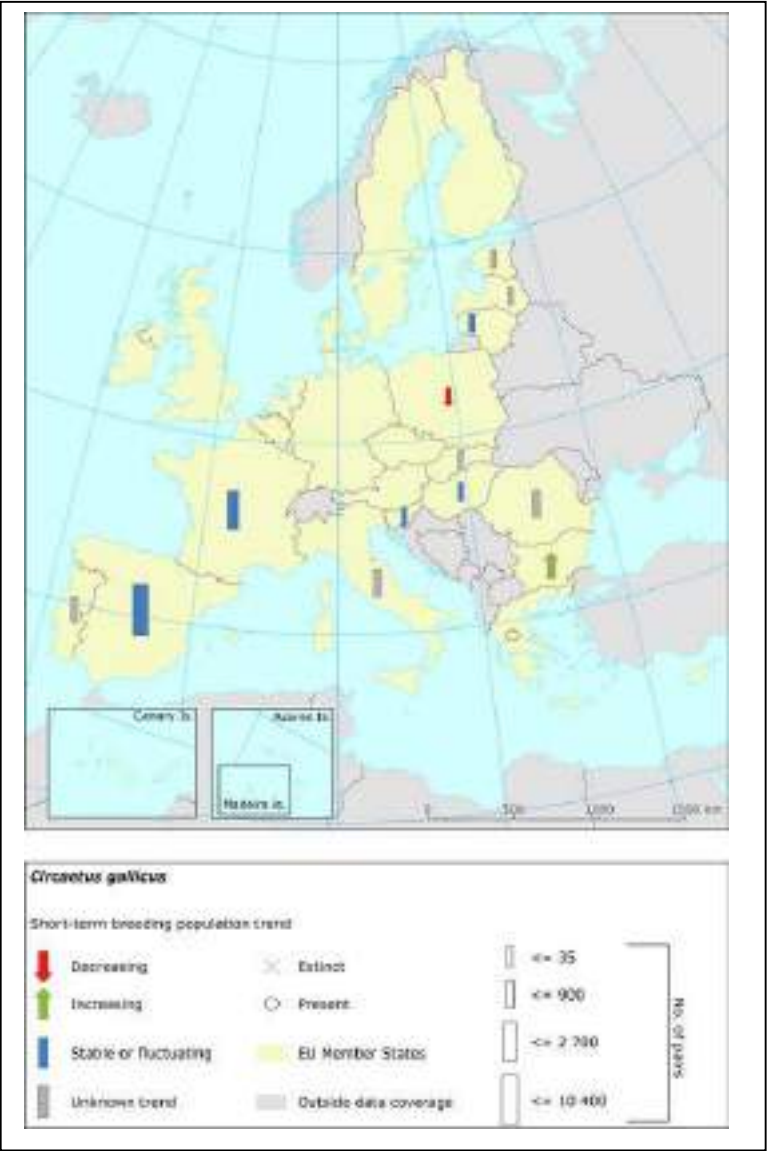 Canary Is.
Azores Is.
Madeira is.
0 500 1000 1500 km
Circaetus gallicus
Short-term breeding population trend
Decreasing
Increasing
Stable or fluctuating
Unknown trend
Extinct
Present
EU Member States
Outside data coverage
<= 35
<= 900
<= 2 700
<= 10 400
No. of pairs